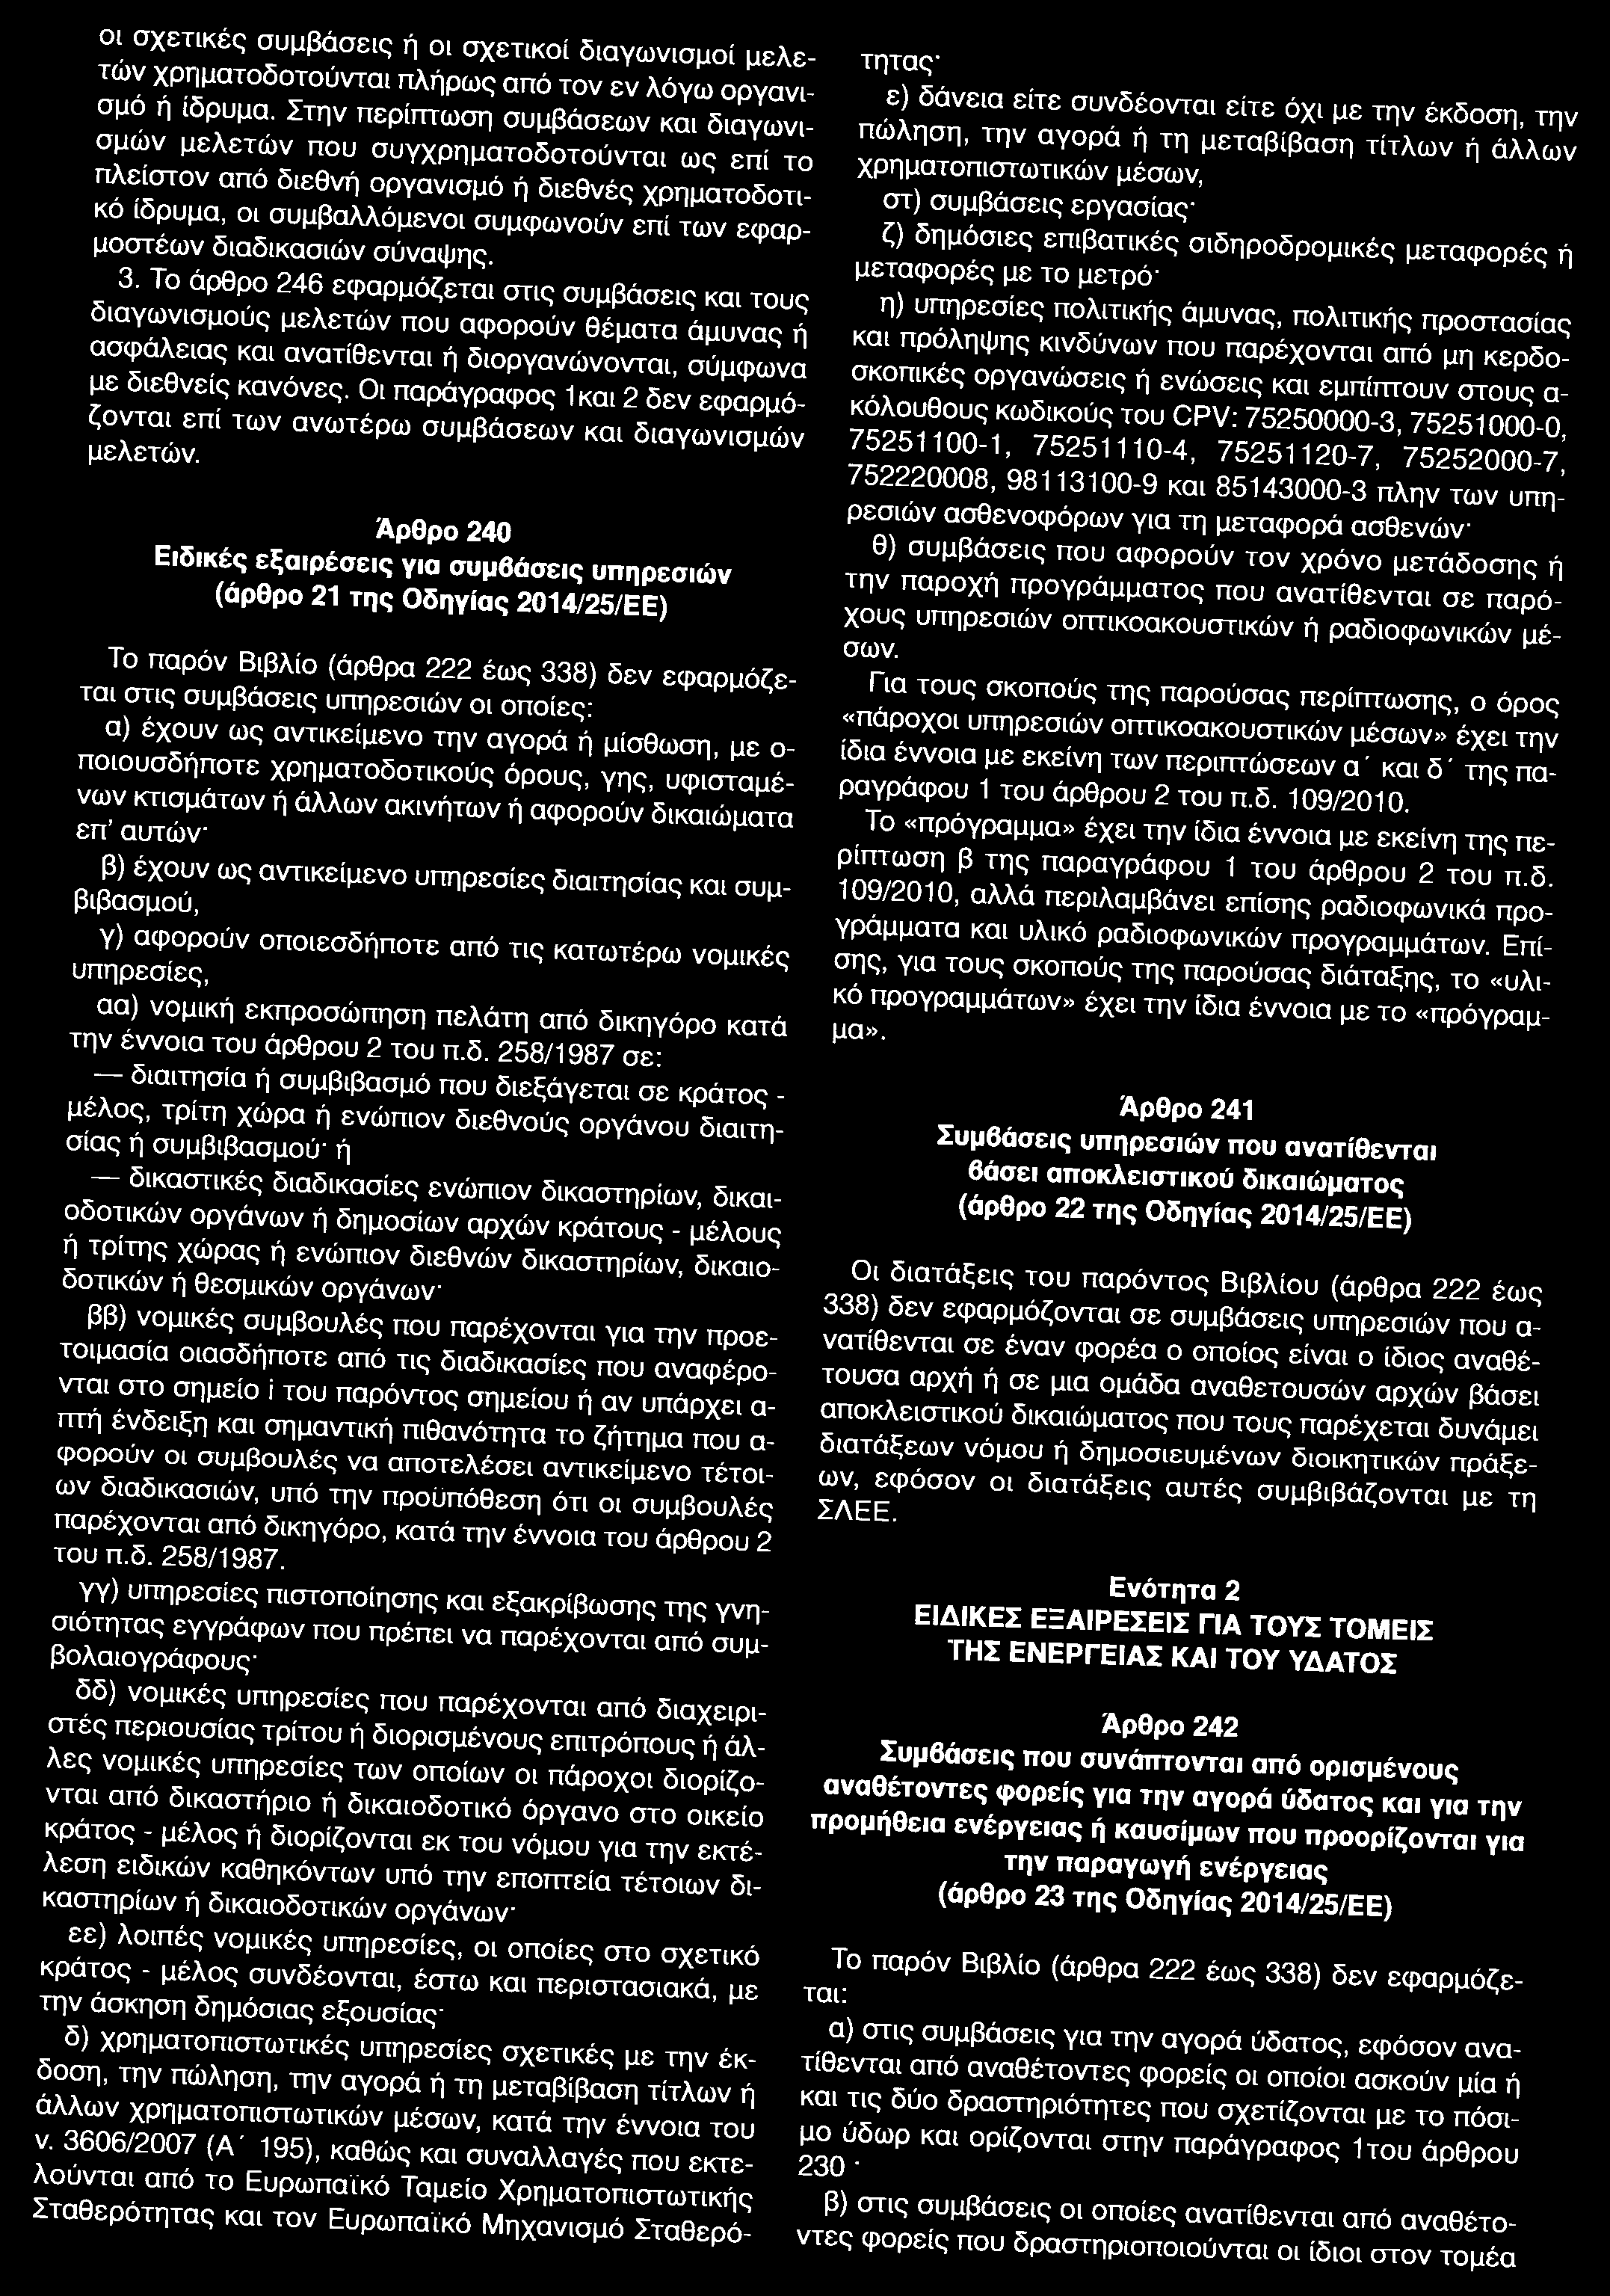 οι σχετικές συμβάσεις ή οι σχετικοί διαγωνισμοί μελε-
τών χρηματοδοτούνται πλήρως από τον εν λόγω οργανι-
σμό ή ίδρυμα. Στην περίπτωση συμβάσεων και διαγωνι-
σμών μελετών που συγχρηματοδοτούνται ως επί το
πλείστον από διεθνή οργανισμό ή διεθνές χρηματοδοτι-
κό ίδρυμα, οι συμβαλλόμενοι συμφωνούν επί των εφαρ-
μοστέων διαδικασιών σύναψης.
3. Το άρθρο 246 εφαρμόζεται στις συμβάσεις και τους
διαγωνισμούς μελετών που αφορούν θέματα άμυνας ή
ασφάλειας και ανατίθενται ή διοργανώνονται, σύμφωνα
με διεθνείς κανόνες. Οι παράγραφος 1και 2 δεν εφαρμό-
ζονται επί των ανωτέρω συμβάσεων και διαγωνισμών
μελετών.
Άρθρο 240
Ειδικές εξαιρέσεις για συμβάσεις υπηρεσιών
(άρθρο 21 της Οδηγίας 2014/25/ΕΕ)
Το παρόν Βιβλίο (άρθρα 222 έως 338) δεν εφαρμόζε-
ται στις συμβάσεις υπηρεσιών οι οποίες:
α) έχουν ως αντικείμενο την αγορά ή μίσθωση, με ο-
ποιουσδήποτε χρηματοδοτικούς όρους, γης, υφισταμέ-
νων κτισμάτων ή άλλων ακινήτων ή αφορούν δικαιώματα
επ’ αυτών·
β) έχουν ως αντικείμενο υπηρεσίες διαιτησίας και συμ-
βιβασμού,
γ) αφορούν οποιεσδήποτε από τις κατωτέρω νομικές
υπηρεσίες,
αα) νομική εκπροσώπηση πελάτη από δικηγόρο κατά
την έννοια του άρθρου 2 του π.δ. 258/1987 σε:
— διαιτησία ή συμβιβασμό που διεξάγεται σε κράτος -
μέλος, τρίτη χώρα ή ενώπιον διεθνούς οργάνου διαιτη-
σίας ή συμβιβασμού· ή
— δικαστικές διαδικασίες ενώπιον δικαστηρίων, δικαι-
οδοτικών οργάνων ή δημοσίων αρχών κράτους - μέλους
ή τρίτης χώρας ή ενώπιον διεθνών δικαστηρίων, δικαιο-
δοτικών ή θεσμικών οργάνων·
ββ) νομικές συμβουλές που παρέχονται για την προε-
τοιμασία οιασδήποτε από τις διαδικασίες που αναφέρο-
νται στο σημείο i του παρόντος σημείου ή αν υπάρχει α-
πτή ένδειξη και σημαντική πιθανότητα το ζήτημα που α-
φορούν οι συμβουλές να αποτελέσει αντικείμενο τέτοι-
ων διαδικασιών, υπό την προϋπόθεση ότι οι συμβουλές
παρέχονται από δικηγόρο, κατά την έννοια του άρθρου 2
του π.δ. 258/1987.
γγ) υπηρεσίες πιστοποίησης και εξακρίβωσης της γνη-
σιότητας εγγράφων που πρέπει να παρέχονται από συμ-
βολαιογράφους·
δδ) νομικές υπηρεσίες που παρέχονται από διαχειρι-
στές περιουσίας τρίτου ή διορισμένους επιτρόπους ή άλ-
λες νομικές υπηρεσίες των οποίων οι πάροχοι διορίζο-
νται από δικαστήριο ή δικαιοδοτικό όργανο στο οικείο
κράτος - μέλος ή διορίζονται εκ του νόμου για την εκτέ-
λεση ειδικών καθηκόντων υπό την εποπτεία τέτοιων δι-
καστηρίων ή δικαιοδοτικών οργάνων·
εε) λοιπές νομικές υπηρεσίες, οι οποίες στο σχετικό
κράτος - μέλος συνδέονται, έστω και περιστασιακά, με
την άσκηση δημόσιας εξουσίας·
δ) χρηματοπιστωτικές υπηρεσίες σχετικές με την έκ-
δοση, την πώληση, την αγορά ή τη μεταβίβαση τίτλων ή
άλλων χρηματοπιστωτικών μέσων, κατά την έννοια του
ν. 3606/2007 (Α΄ 195), καθώς και συναλλαγές που εκτε-
λούνται από το Ευρωπαϊκό Ταμείο Χρηματοπιστωτικής
Σταθερότητας και τον Ευρωπαϊκό Μηχανισμό Σταθερό-
τητας·
ε) δάνεια είτε συνδέονται είτε όχι με την έκδοση, την
πώληση, την αγορά ή τη μεταβίβαση τίτλων ή άλλων
χρηματοπιστωτικών μέσων,
στ) συμβάσεις εργασίας·
ζ) δημόσιες επιβατικές σιδηροδρομικές μεταφορές ή
μεταφορές με το μετρό·
η) υπηρεσίες πολιτικής άμυνας, πολιτικής προστασίας
και πρόληψης κινδύνων που παρέχονται από μη κερδο-
σκοπικές οργανώσεις ή ενώσεις και εμπίπτουν στους α-
κόλουθους κωδικούς του CPV: 75250000-3, 75251000-0,
75251100-1, 75251110-4, 75251120-7, 75252000-7,
752220008, 98113100-9 και 85143000-3 πλην των υπη-
ρεσιών ασθενοφόρων για τη μεταφορά ασθενών·
θ) συμβάσεις που αφορούν τον χρόνο μετάδοσης ή
την παροχή προγράμματος που ανατίθενται σε παρό-
χους υπηρεσιών οπτικοακουστικών ή ραδιοφωνικών μέ-
σων.
Για τους σκοπούς της παρούσας περίπτωσης, ο όρος
«πάροχοι υπηρεσιών οπτικοακουστικών μέσων» έχει την
ίδια έννοια με εκείνη των περιπτώσεων α΄ και δ΄ της πα-
ραγράφου 1 του άρθρου 2 του π.δ. 109/2010.
Το «πρόγραμμα» έχει την ίδια έννοια με εκείνη της πε-
ρίπτωση β της παραγράφου 1 του άρθρου 2 του π.δ.
109/2010, αλλά περιλαμβάνει επίσης ραδιοφωνικά προ-
γράμματα και υλικό ραδιοφωνικών προγραμμάτων. Επί-
σης, για τους σκοπούς της παρούσας διάταξης, το «υλι-
κό προγραμμάτων» έχει την ίδια έννοια με το «πρόγραμ-
μα».
Άρθρο 241
Συμβάσεις υπηρεσιών που ανατίθενται
βάσει αποκλειστικού δικαιώματος
(άρθρο 22 της Οδηγίας 2014/25/ΕΕ)
Οι διατάξεις του παρόντος Βιβλίου (άρθρα 222 έως
338) δεν εφαρμόζονται σε συμβάσεις υπηρεσιών που α-
νατίθενται σε έναν φορέα ο οποίος είναι ο ίδιος αναθέ-
τουσα αρχή ή σε μια ομάδα αναθετουσών αρχών βάσει
αποκλειστικού δικαιώματος που τους παρέχεται δυνάμει
διατάξεων νόμου ή δημοσιευμένων διοικητικών πράξε-
ων, εφόσον οι διατάξεις αυτές συμβιβάζονται με τη
ΣΛΕΕ.
Ενότητα 2
ΕΙΔΙΚΕΣ ΕΞΑΙΡΕΣΕΙΣ ΓΙΑ ΤΟΥΣ ΤΟΜΕΙΣ
ΤΗΣ ΕΝΕΡΓΕΙΑΣ ΚΑΙ ΤΟΥ ΥΔΑΤΟΣ
Άρθρο 242
Συμβάσεις που συνάπτονται από ορισμένους
αναθέτοντες φορείς για την αγορά ύδατος και για την
προμήθεια ενέργειας ή καυσίμων που προορίζονται για
την παραγωγή ενέργειας
(άρθρο 23 της Οδηγίας 2014/25/ΕΕ)
Το παρόν Βιβλίο (άρθρα 222 έως 338) δεν εφαρμόζε-
ται:
α) στις συμβάσεις για την αγορά ύδατος, εφόσον ανα-
τίθενται από αναθέτοντες φορείς οι οποίοι ασκούν μία ή
και τις δύο δραστηριότητες που σχετίζονται με το πόσι-
μο ύδωρ και ορίζονται στην παράγραφος 1του άρθρου
230 ·
β) στις συμβάσεις οι οποίες ανατίθενται από αναθέτο-
ντες φορείς που δραστηριοποιούνται οι ίδιοι στον τομέα